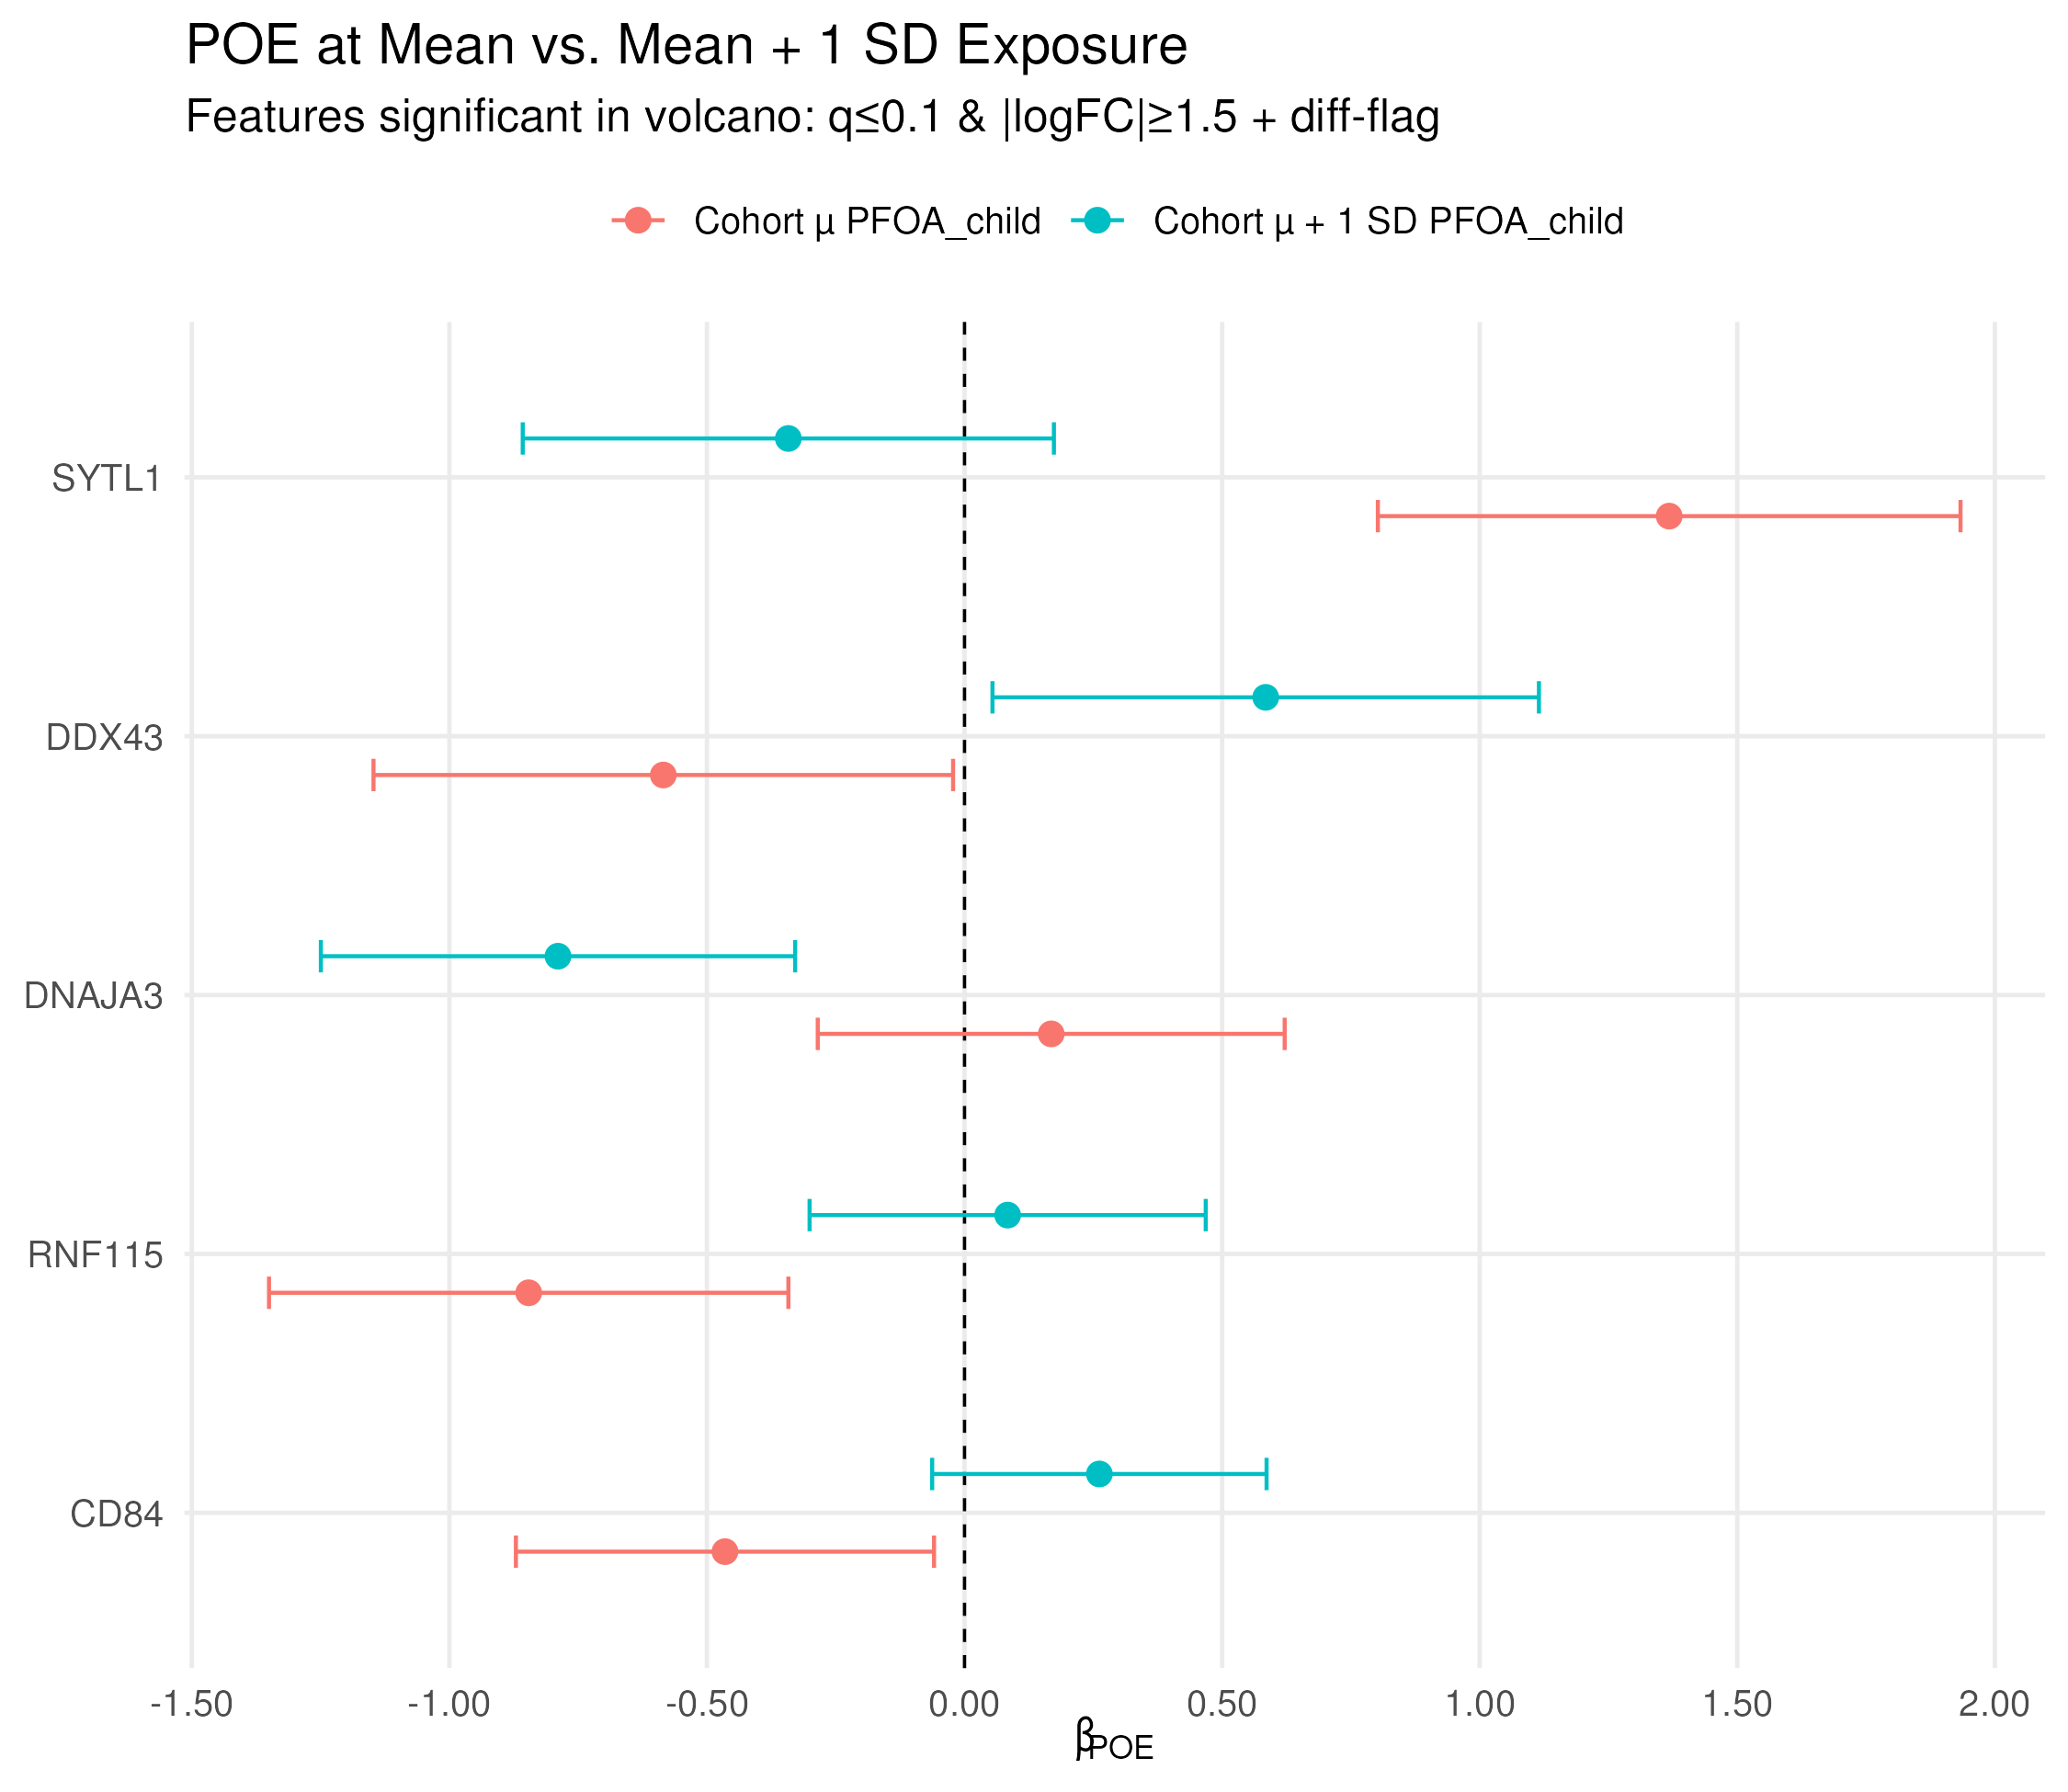 POE at Mean vs. Mean + 1 SD Exposure
Features significant in volcano: q≤0.1 & |logFC|≥1.5 + diff-flag
Cohort μ PFOA_child
Cohort μ + 1 SD PFOA_child
SYTL1
DDX43
DNAJA3
RNF115
CD84
-1.50 -1.00 -0.50 0.00 0.50 1.00 1.50 2.00
βPOE